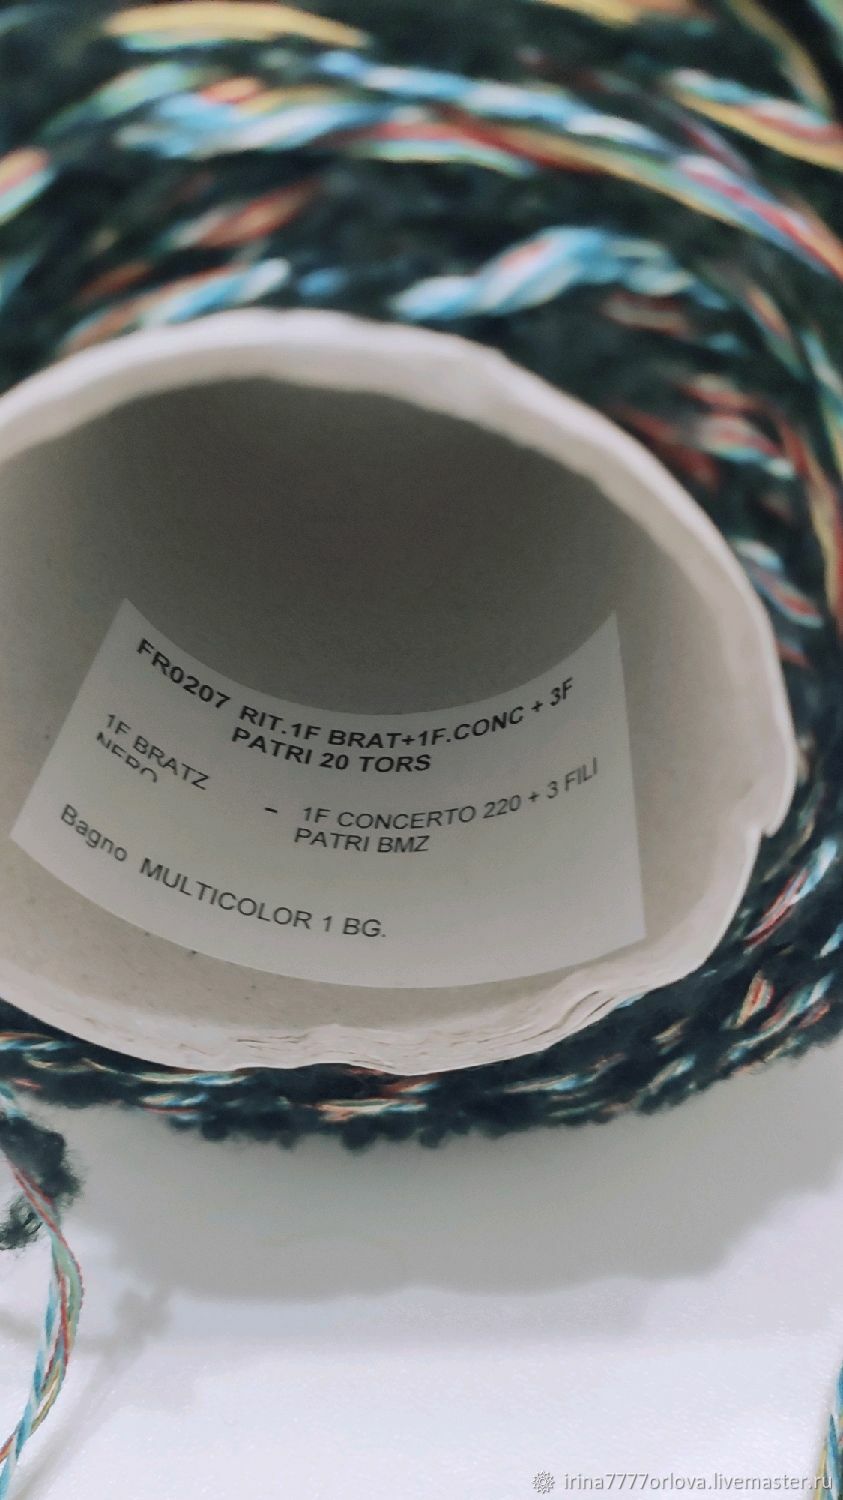 FR0207 RIT.1F BRAT+1F.CONC + 3F
PATRI 20 TORS
1F BRATZ
NERO
- 1F CONCERTO 220 + 3 FILI
PATRI BMZ
Bagno MULTICOLOR 1 BG.
irina7777orlova.livemaster.ru